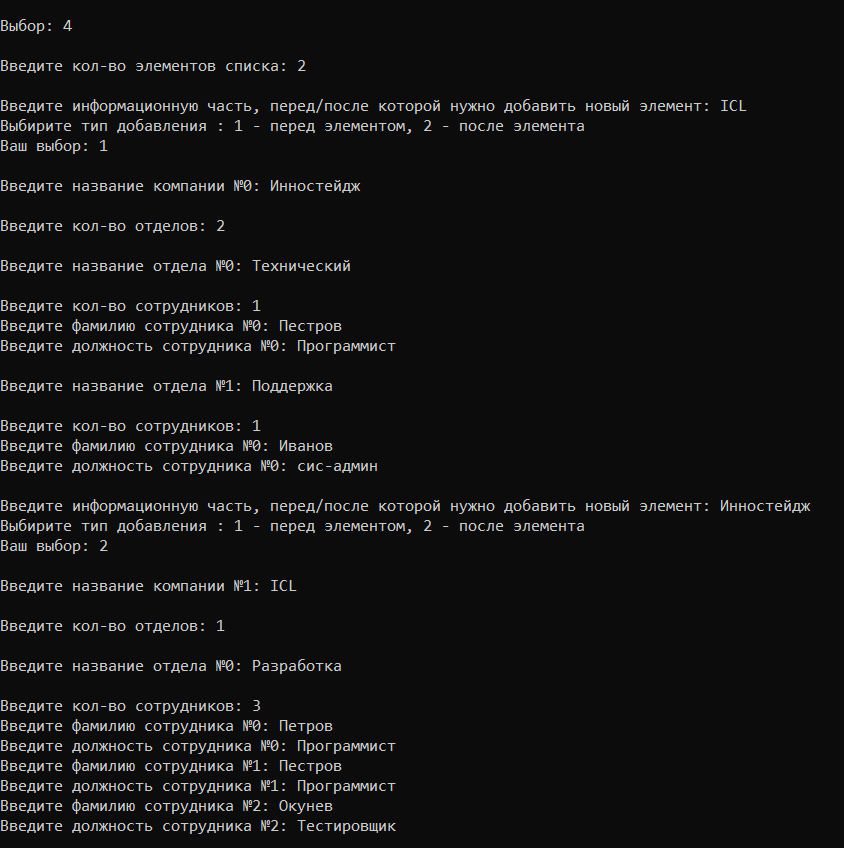 Выбор: 4
Введите кол-во элементов списка: 2
Введите информационную часть, перед/после которой нужно добавить новый элемент: ICL
Выбирите тип добавления : 1 - перед элементом, 2 - после элемента
Ваш выбор: 1
Введите название компании №0: Инностейдж
Введите кол-во отделов: 2
Введите название отдела №0: Технический
Введите кол-во сотрудников: 1
Введите фамилию сотрудника №0: Пестров
Введите должность сотрудника №0: Программист
Введите название отдела №1: Поддержка
Введите кол-во сотрудников: 1
Введите фамилию сотрудника №0: Иванов
Введите должность сотрудника №0: сис-админ
Введите информационную часть, перед/после которой нужно добавить новый элемент: Инностейдж
Выбирите тип добавления : 1 - перед элементом, 2 - после элемента
Ваш выбор: 2
Введите название компании №1: ICL
Введите кол-во отделов: 1
Введите название отдела №0: Разработка
Введите кол-во сотрудников: 3
Введите фамилию сотрудника №0: Петров
Введите должность сотрудника №0: Программист
Введите фамилию сотрудника №1: Пестров
Введите должность сотрудника №1: Программист
Введите фамилию сотрудника №2: Окунев
Введите должность сотрудника №2: Тестировщик